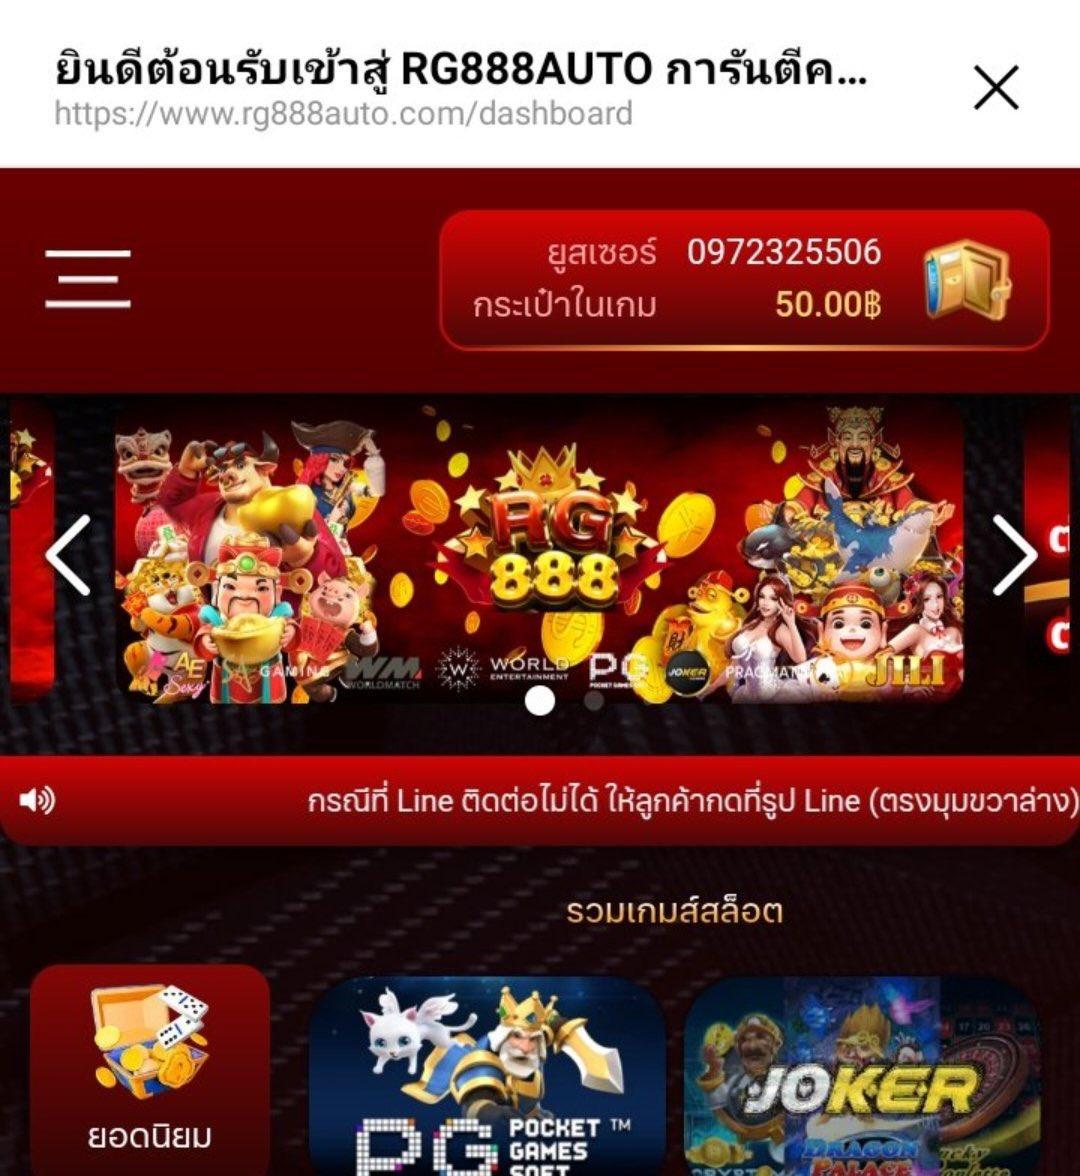 ยินดีต้อนรับเข้าสู่ RG888AUTO การันตีค...
https://www.rg888auto.com/dashboard
ยูสเซอร์ 0972325506
กระเป๋าในเกม 50.00฿
RG
888
AE Sexy
SA GAMING
WM
WORLDMATCH
W
WORLD
ENTERTAINMENT
PG
POCKET GAMES SOFT
JOKER
PRAGMAT
JILI
กรณีที่ Line ติดต่อไม่ได้ ให้ลูกค้ากดที่รูป Line (ตรงมุมขวาล่าง)
รวมเกมส์สล็อต
ยอดนิยม
PG POCKET GAMES SOFT ™
JOKER
DRAGON
PALACE